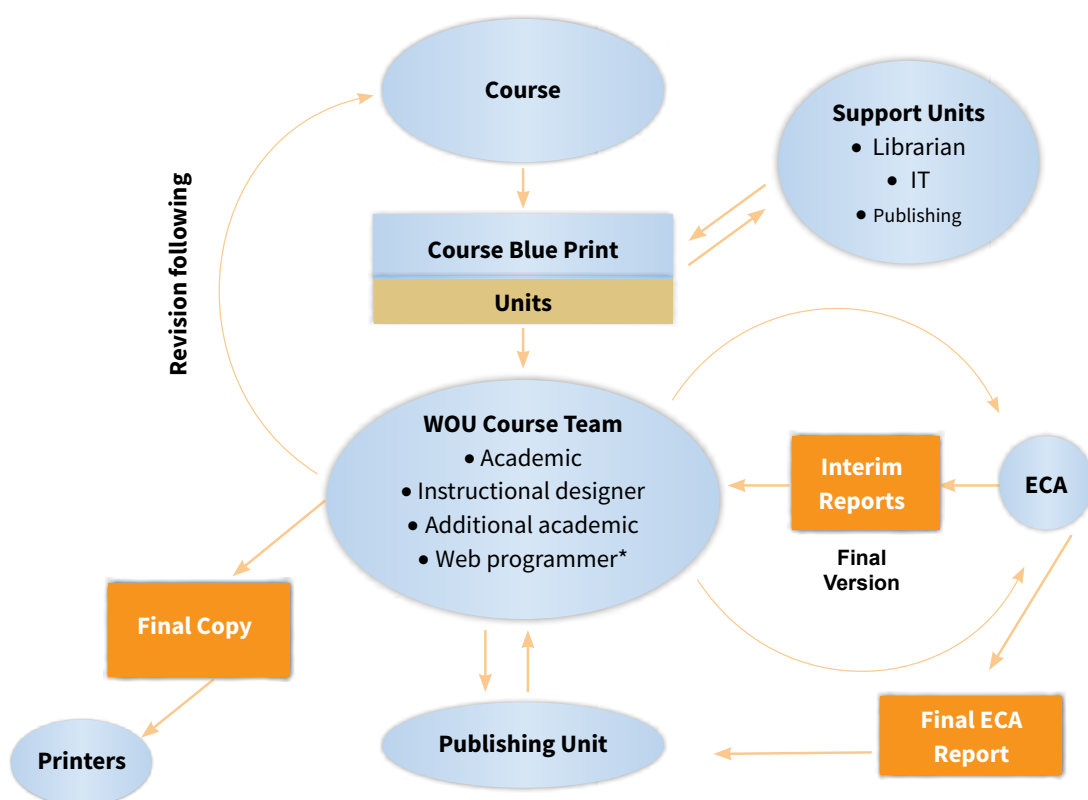 Course
Support Units
• Librarian
• IT
• Publishing
Revision following
Course Blue Print
Units
WOU Course Team
• Academic
• Instructional designer
• Additional academic
• Web programmer*
Interim
Reports
ECA
Final
Version
Final Copy
Final ECA
Report
Publishing Unit
Printers